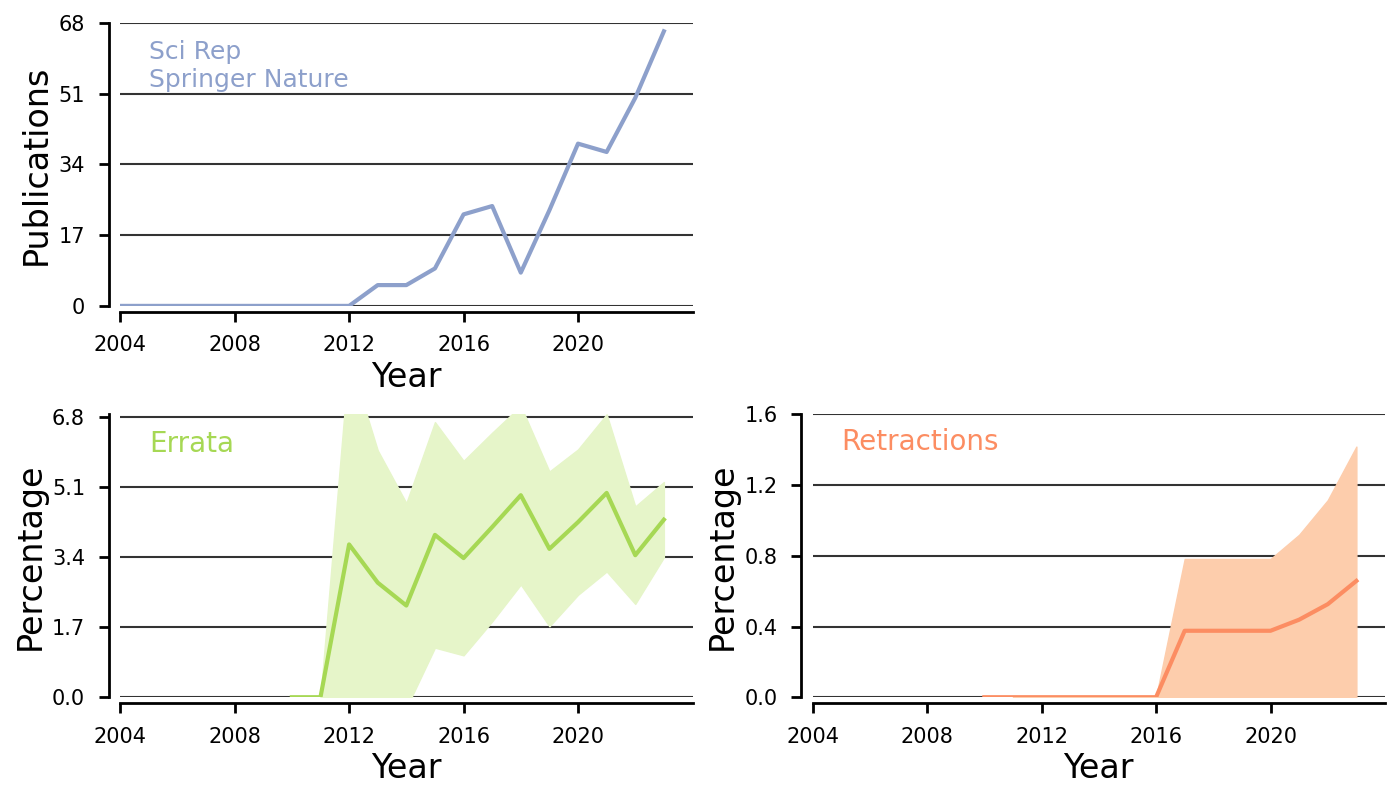 68
Sci Rep
Springer Nature
51
34
17
0
Publications
2004 2008 2012 2016 2020
Year
6.8
Errata
5.1
3.4
1.7
0.0
Percentage
2004 2008 2012 2016 2020
Year
1.6
Retractions
1.2
0.8
0.4
0.0
Percentage
2004 2008 2012 2016 2020
Year